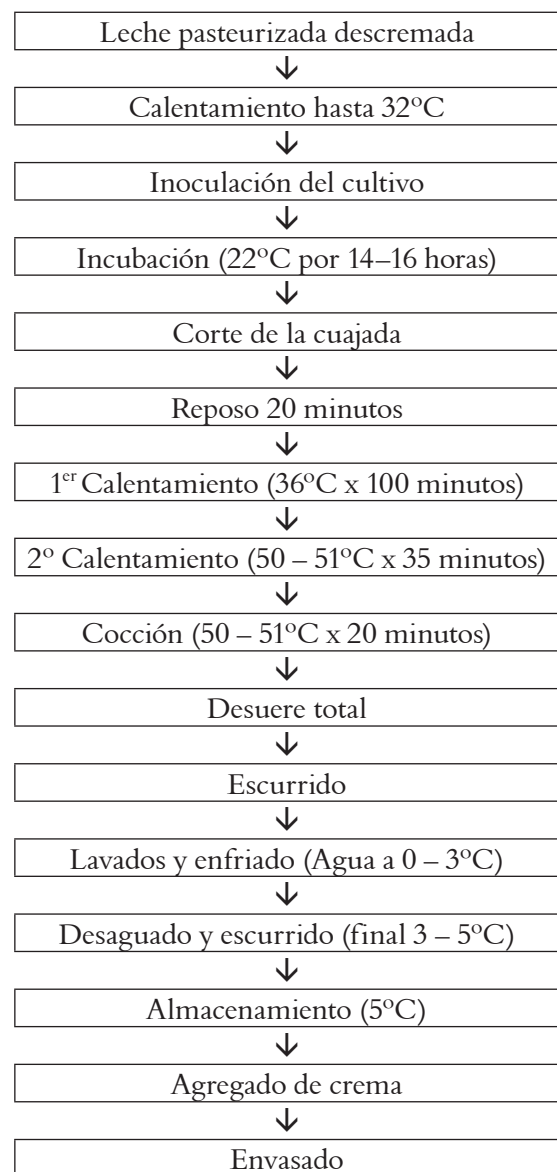 Leche pasteurizada descremada
Calentamiento hasta 32ºC
Inoculación del cultivo
Incubación (22ºC por 14–16 horas)
Corte de la cuajada
Reposo 20 minutos
1er Calentamiento (36ºC x 100 minutos)
2º Calentamiento (50 – 51ºC x 35 minutos)
Cocción (50 – 51ºC x 20 minutos)
Desuere total
Escurrido
Lavados y enfriado (Agua a 0 – 3ºC)
Desaguado y escurrido (final 3 – 5ºC)
Almacenamiento (5ºC)
Agregado de crema
Envasado